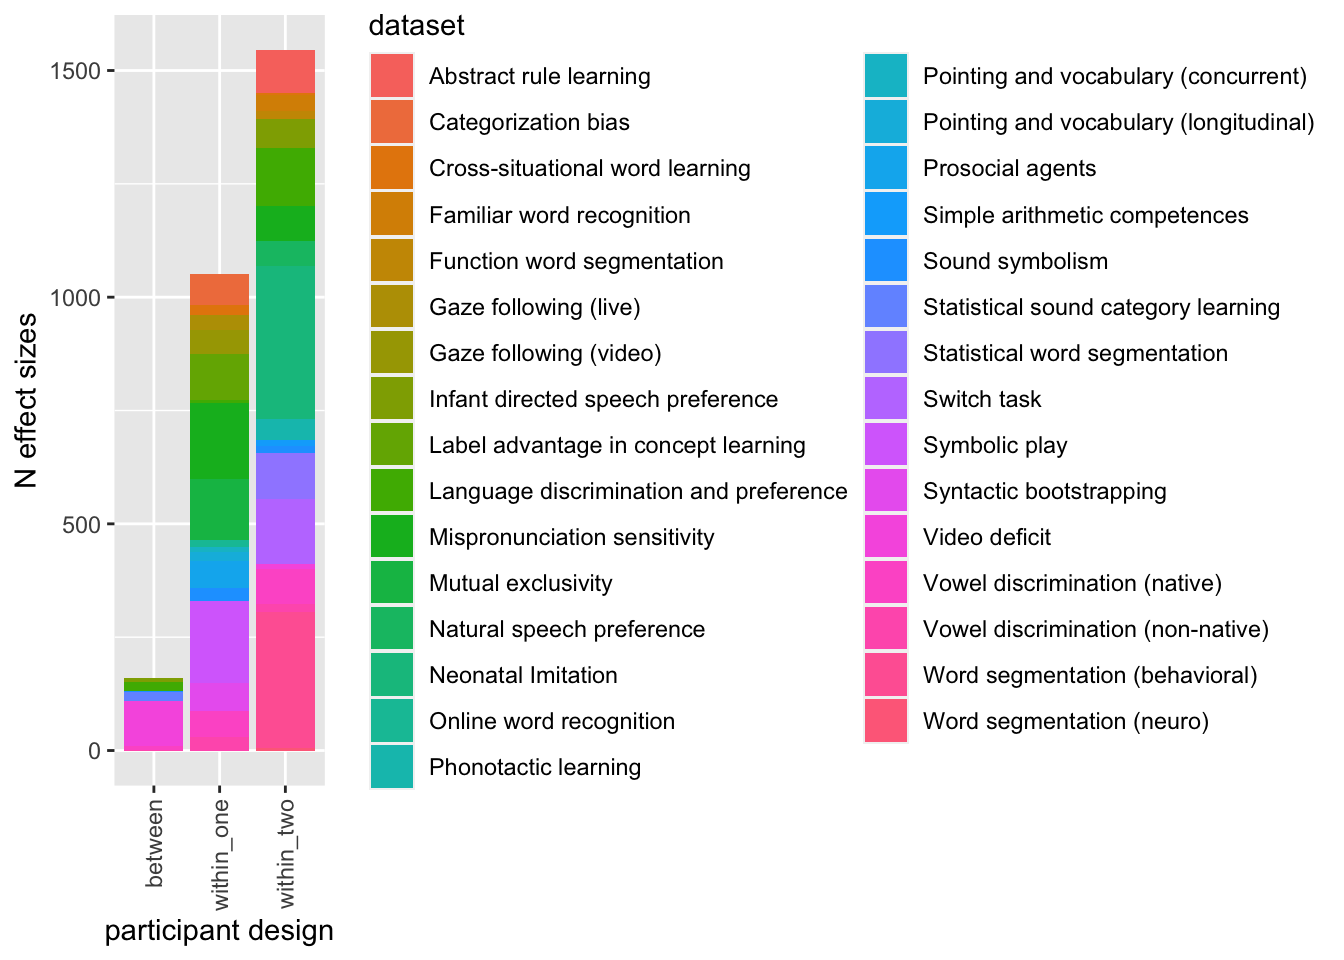 dataset
1500
1000
500
0
N effect sizes
between
within_one
within_two
participant design
Abstract rule learning
Categorization bias
Cross-situational word learning
Familiar word recognition
Function word segmentation
Gaze following (live)
Gaze following (video)
Infant directed speech preference
Label advantage in concept learning
Language discrimination and preference
Mispronunciation sensitivity
Mutual exclusivity
Natural speech preference
Neonatal Imitation
Online word recognition
Phonotactic learning
Pointing and vocabulary (concurrent)
Pointing and vocabulary (longitudinal)
Prosocial agents
Simple arithmetic competences
Sound symbolism
Statistical sound category learning
Statistical word segmentation
Switch task
Symbolic play
Syntactic bootstrapping
Video deficit
Vowel discrimination (native)
Vowel discrimination (non-native)
Word segmentation (behavioral)
Word segmentation (neuro)